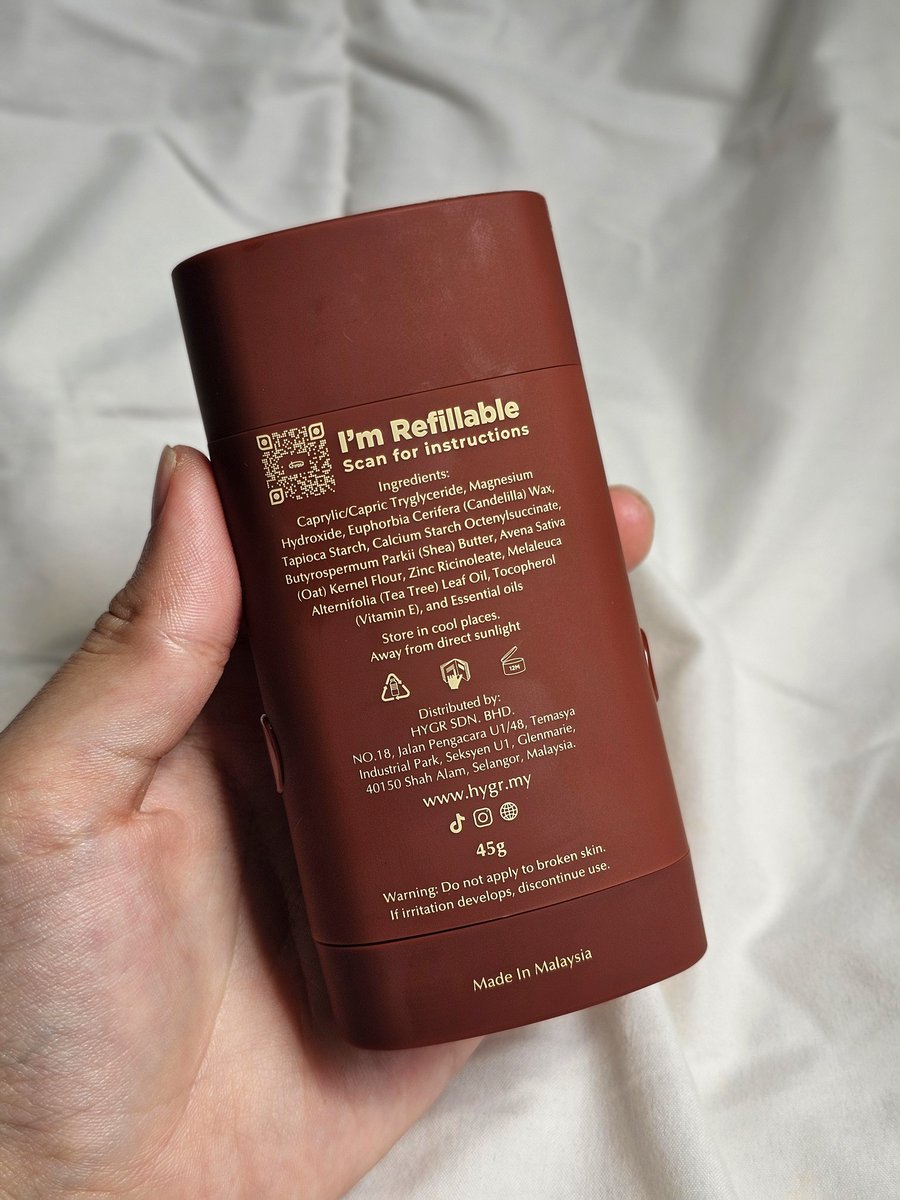 I'm Refillable
Scan for instructions
Ingredients:
Caprylic/Capric Tryglyceride, Magnesium
Hydroxide, Euphorbia Cerifera (Candelilla) Wax,
Tapioca Starch, Calcium Starch Octenylsuccinate,
Butyrospermum Parkii (Shea) Butter, Avena Sativa
(Oat) Kernel Flour, Zinc Ricinoleate, Melaleuca
Alternifolia (Tea Tree) Leaf Oil, Tocopherol
(Vitamin E), and Essential oils
Store in cool places.
Away from direct sunlight
12M
Distributed by:
HYGR SDN. BHD.
NO.18, Jalan Pengacara U1/48, Temasya
Industrial Park, Seksyen U1, Glenmarie,
40150 Shah Alam, Selangor, Malaysia.
www.hygr.my
45g
Warning: Do not apply to broken skin.
If irritation develops, discontinue use.
Made In Malaysia